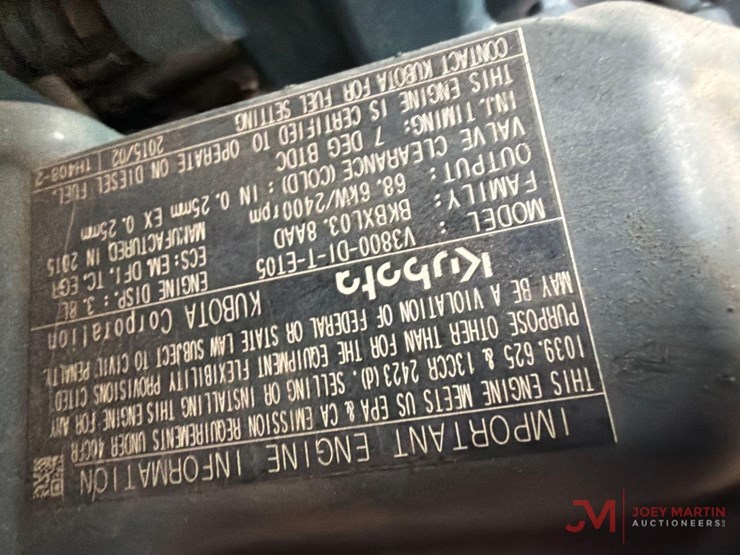 IMPORTANT ENGINE INFORMATION
THIS ENGINE MEETS US EPA & CA EMISSION REQUIREMENTS UNDER 40CFR
1039. 625 & 13CCR 2423(d). SELLING OR INSTALLING THIS ENGINE FOR ANY
PURPOSE OTHER THAN FOR THE EQUIPMENT FLEXIBILITY PROVISIONS CITED
MAY BE A VIOLATION OF FEDERAL OR STATE LAW SUBJECT TO CIVIL PENALTY.
Kubota KUBOTA Corporation
MODEL: V3800-DI-T-ET05 ENGINE DISP: 3. 8L
FAMILY: BKBXL03. 8AAD ECS: EM, DFI, TC, EGR
OUTPUT: 68. 6kW/2400rpm MANUFACTURED IN 2015
VALVE CLEARANCE (COLD): IN 0. 25mm EX 0. 25mm
INJ. TIMING: 7 DEG BTDC
THIS ENGINE IS CERTIFIED TO OPERATE ON DIESEL FUEL.
CONTACT KUBOTA FOR FUEL SETTING 2015/02 1H408-2
JM JOEY MARTIN
AUCTIONEERS LLC